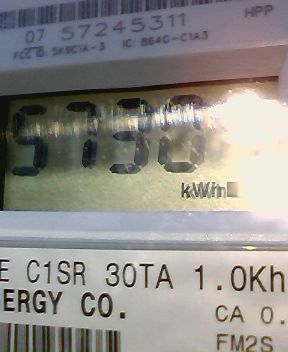 HPP
07 57245311
FCC ID: SK9C1A-3 IC: 864G-C1A3
kWh
E C1SR 30TA 1.0Kh
ERGY CO.
CA 0.
FM2S